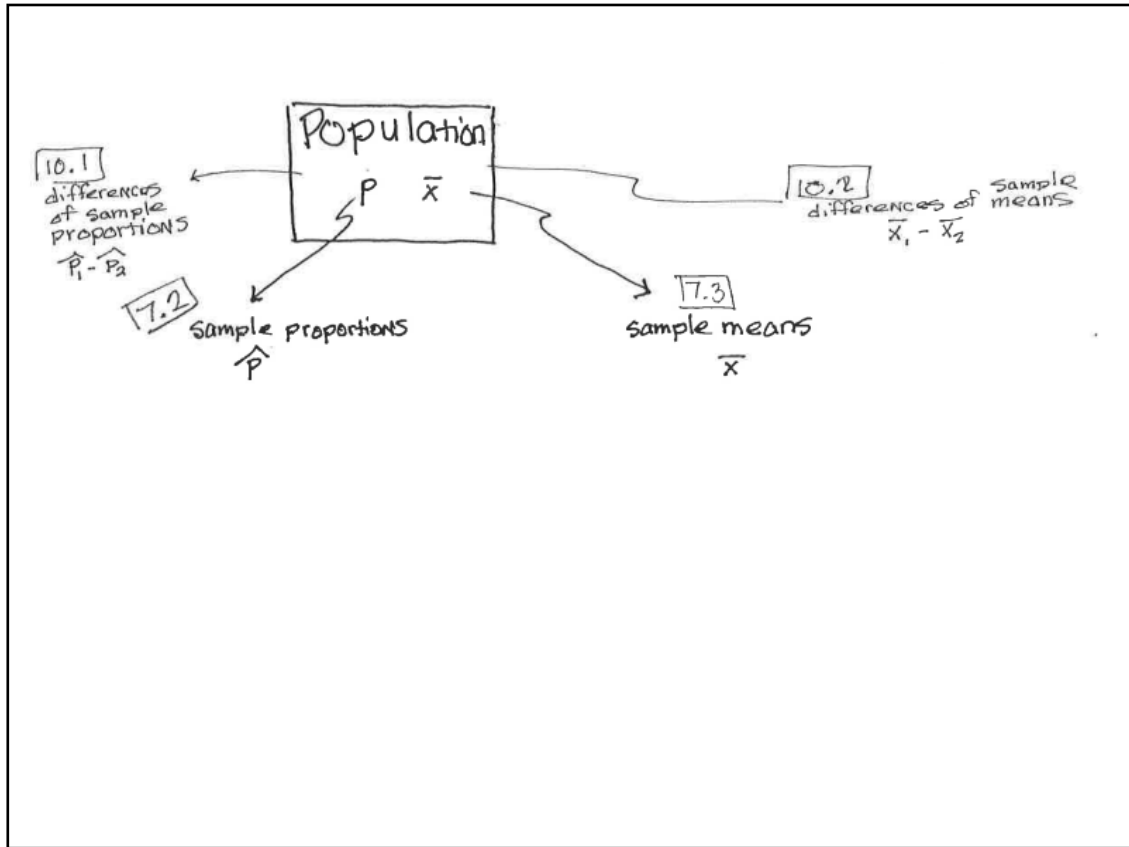 Population
p x̄
10.1
differences
of sample
proportions
p̂₁ - p̂₂
10.2
differences of sample means
x̄₁ - x̄₂
7.2
sample proportions
p̂
7.3
sample means
x̄